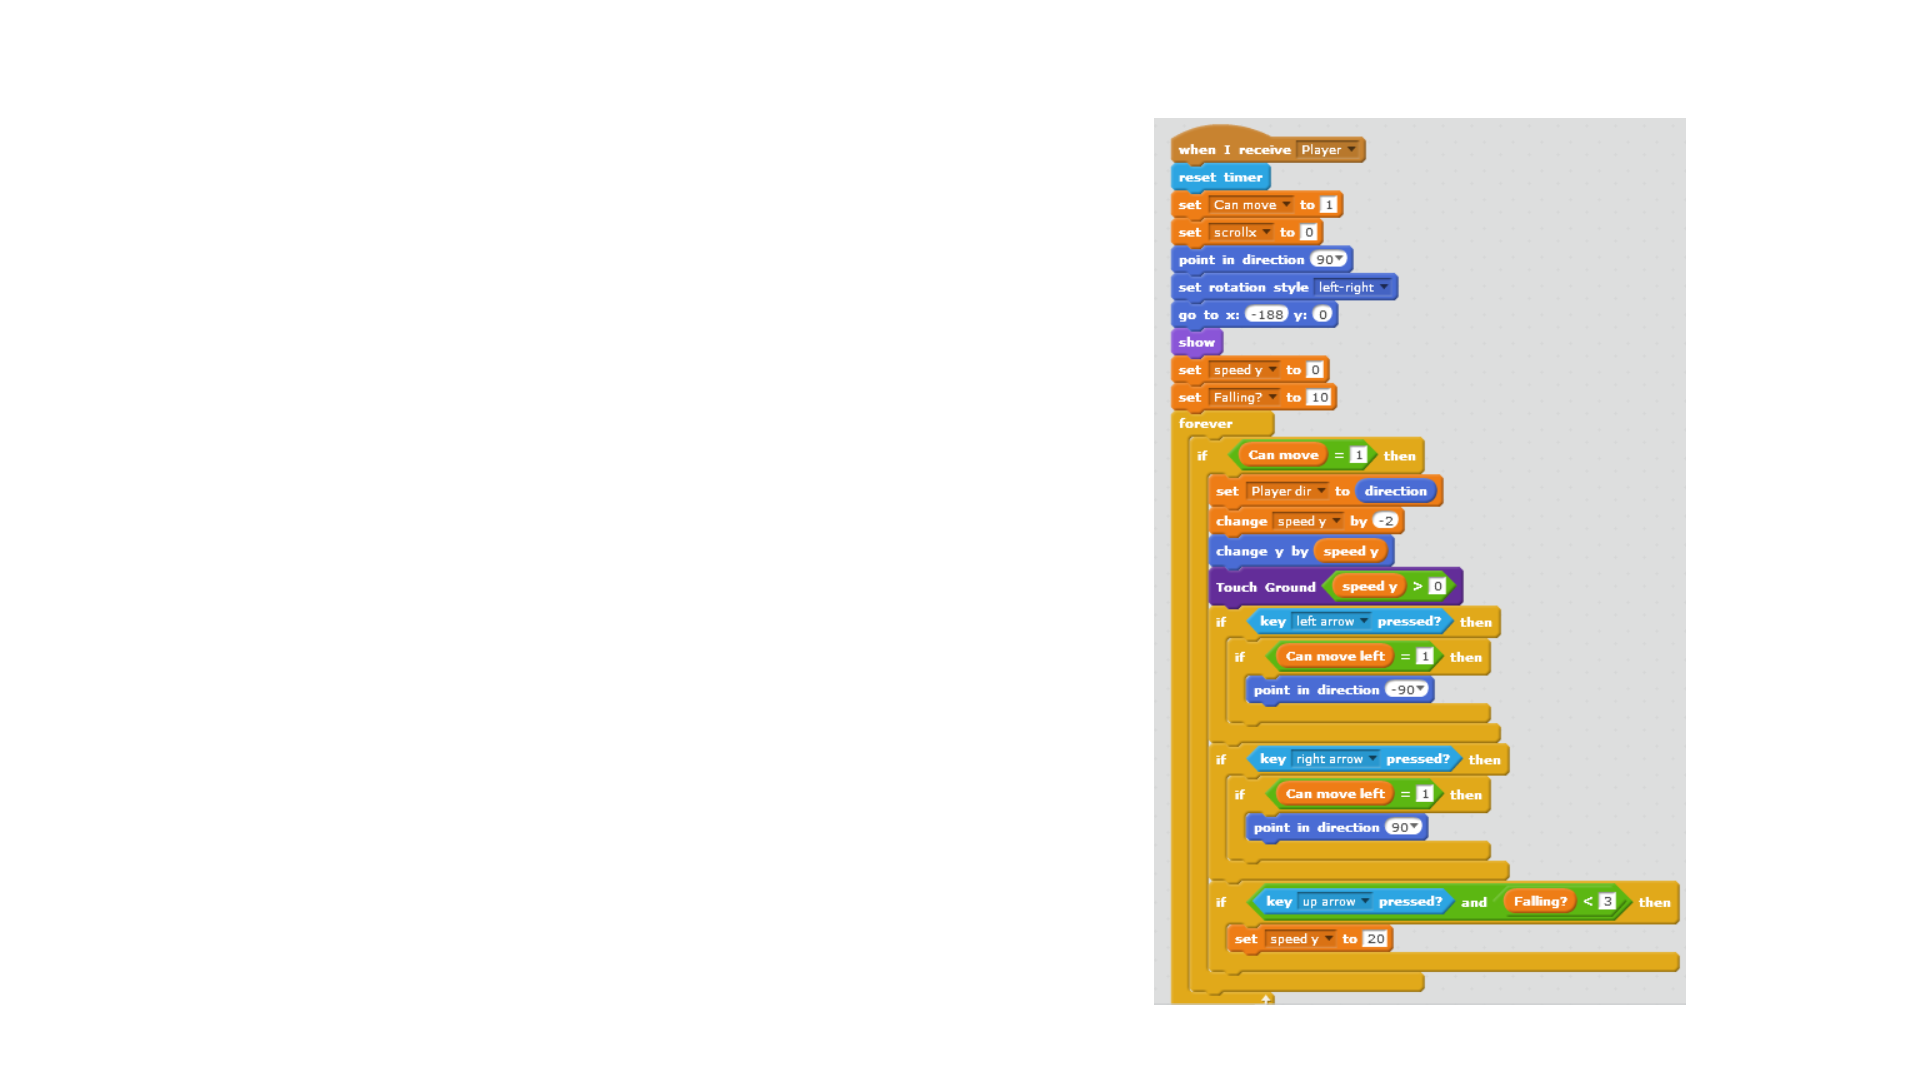 when I receive Player
reset timer
set Can move to 1
set scrollx to 0
point in direction 90
set rotation style left-right
go to x: -188 y: 0
show
set speed y to 0
set Falling? to 10
forever
if Can move = 1 then
set Player dir to direction
change speed y by -2
change y by speed y
Touch Ground speed y > 0
if key left arrow pressed? then
if Can move left = 1 then
point in direction -90
if key right arrow pressed? then
if Can move left = 1 then
point in direction 90
if key up arrow pressed? and Falling? < 3 then
set speed y to 20